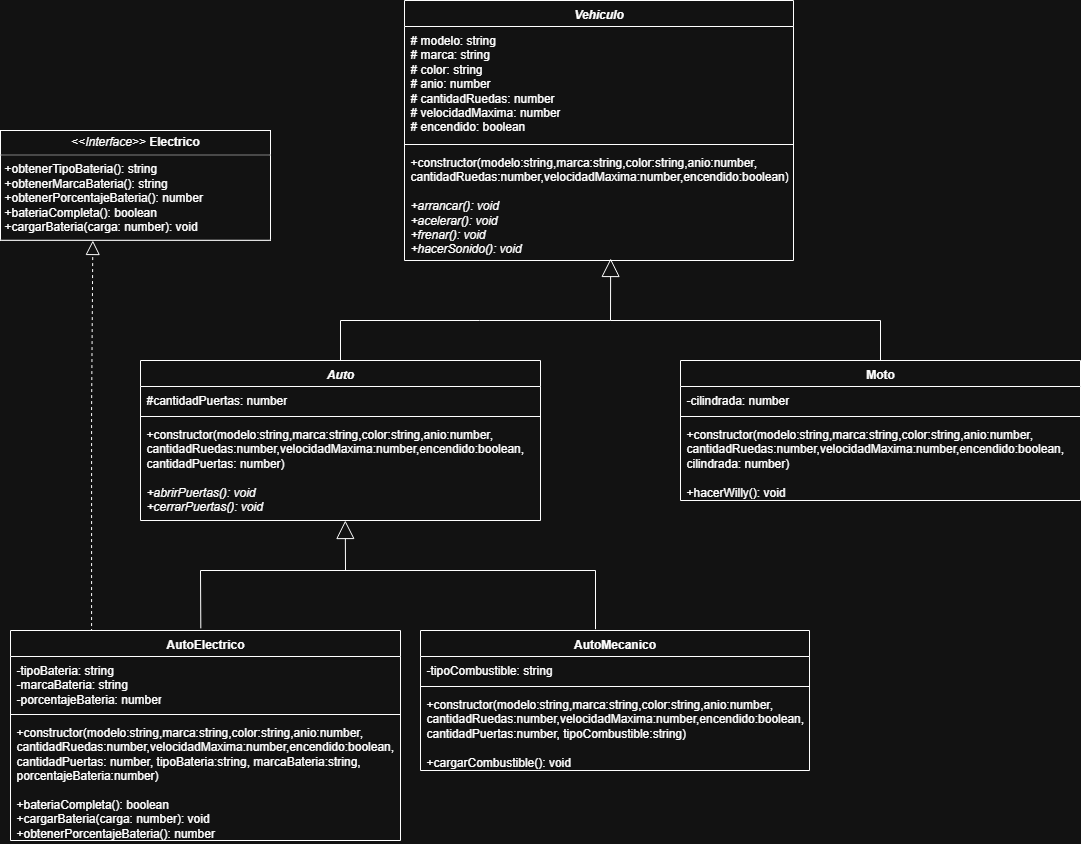 Vehiculo
# modelo: string
# marca: string
# color: string
# anio: number
# cantidadRuedas: number
# velocidadMaxima: number
# encendido: boolean
+constructor(modelo:string,marca:string,color:string,anio:number,
cantidadRuedas:number,velocidadMaxima:number,encendido:boolean)
+arrancar(): void
+acelerar(): void
+frenar(): void
+hacerSonido(): void
<<Interface>> Electrico
+obtenerTipoBateria(): string
+obtenerMarcaBateria(): string
+obtenerPorcentajeBateria(): number
+bateriaCompleta(): boolean
+cargarBateria(carga: number): void
Auto
#cantidadPuertas: number
+constructor(modelo:string,marca:string,color:string,anio:number,
cantidadRuedas:number,velocidadMaxima:number,encendido:boolean,
cantidadPuertas: number)
+abrirPuertas(): void
+cerrarPuertas(): void
Moto
-cilindrada: number
+constructor(modelo:string,marca:string,color:string,anio:number,
cantidadRuedas:number,velocidadMaxima:number,encendido:boolean,
cilindrada: number)
+hacerWilly(): void
AutoElectrico
-tipoBateria: string
-marcaBateria: string
-porcentajeBateria: number
+constructor(modelo:string,marca:string,color:string,anio:number,
cantidadRuedas:number,velocidadMaxima:number,encendido:boolean,
cantidadPuertas: number, tipoBateria:string, marcaBateria:string,
porcentajeBateria:number)
+bateriaCompleta(): boolean
+cargarBateria(carga: number): void
+obtenerPorcentajeBateria(): number
AutoMecanico
-tipoCombustible: string
+constructor(modelo:string,marca:string,color:string,anio:number,
cantidadRuedas:number,velocidadMaxima:number,encendido:boolean,
cantidadPuertas:number, tipoCombustible:string)
+cargarCombustible(): void